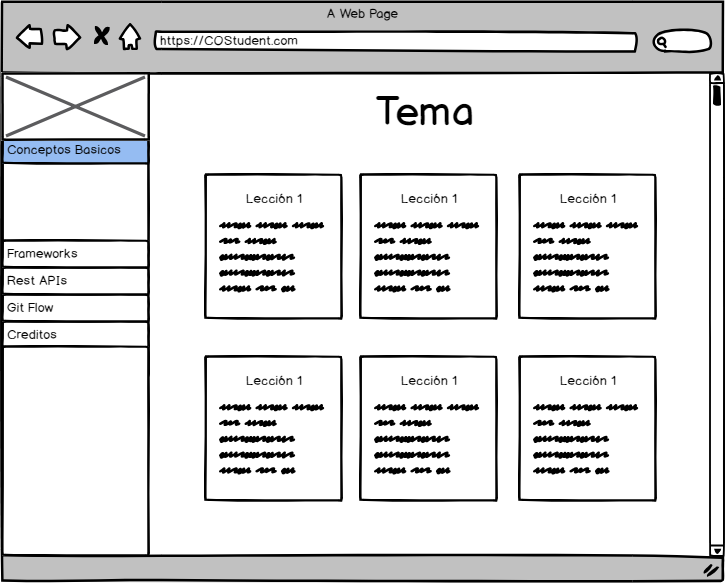 A Web Page
https://COStudent.com
Conceptos Basicos
Frameworks
Rest APIs
Git Flow
Creditos
Tema
Lección 1
Lección 1
Lección 1
Lección 1
Lección 1
Lección 1